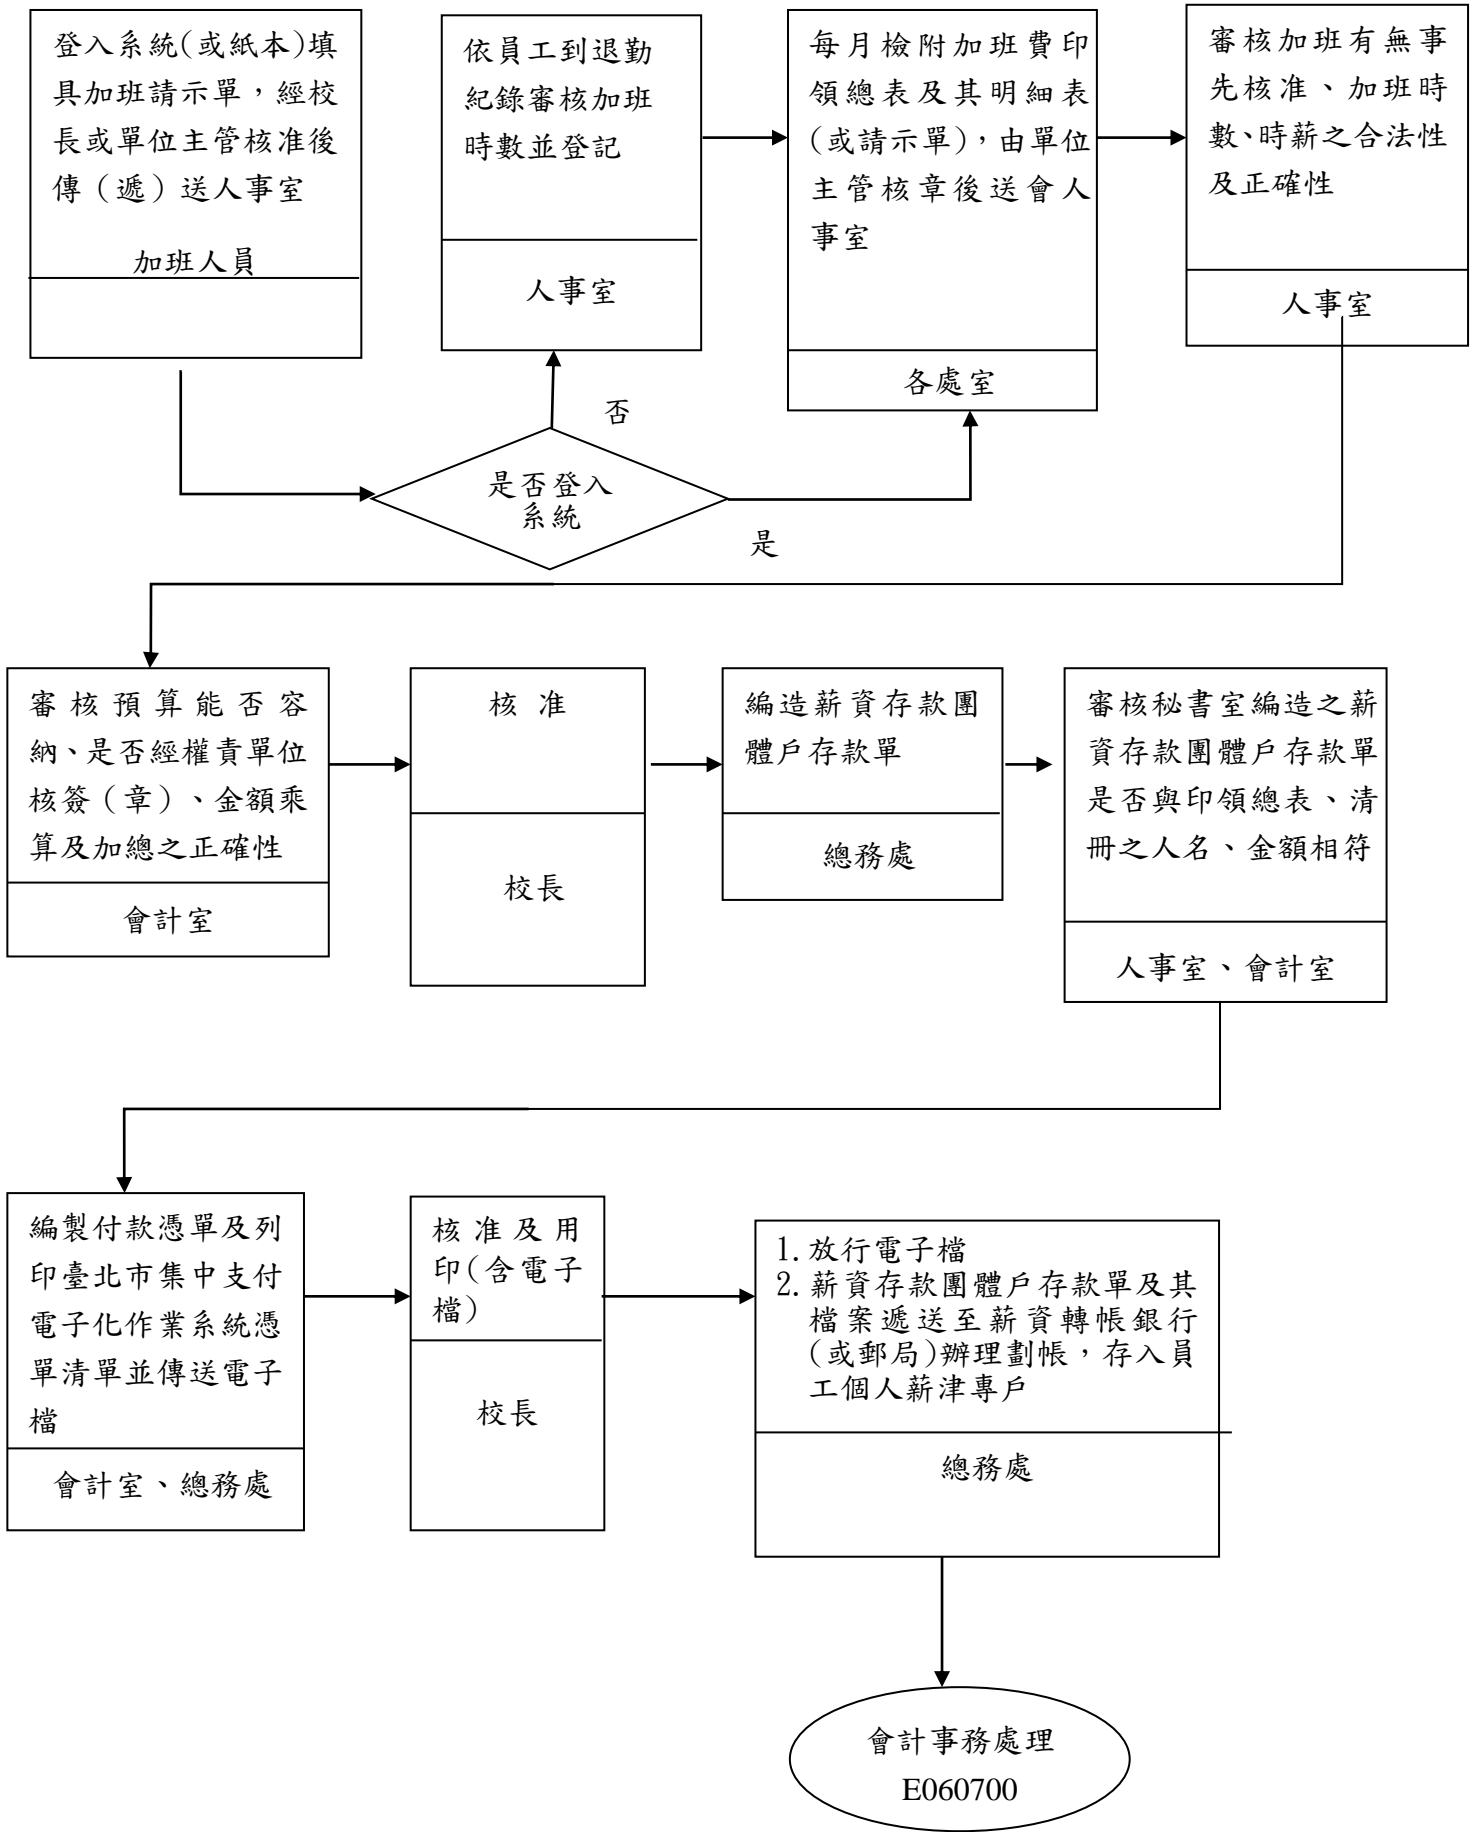 登入系統(或紙本)填
具加班請示單，經校
長或單位主管核准後
傳（遞）送人事室
加班人員
依員工到退勤
紀錄審核加班
時數並登記
人事室
每月檢附加班費印
領總表及其明細表
(或請示單)，由單位
主管核章後送會人
事室
各處室
審核加班有無事
先核准、加班時
數、時薪之合法性
及正確性
人事室
否
是否登入
系統
是
審核預算能否容
納、是否經權責單位
核簽（章）、金額乘
算及加總之正確性
會計室
核准
校長
編造薪資存款團
體戶存款單
總務處
審核秘書室編造之薪
資存款團體戶存款單
是否與印領總表、清
冊之人名、金額相符
人事室、會計室
編製付款憑單及列
印臺北市集中支付
電子化作業系統憑
單清單並傳送電子
檔
會計室、總務處
核准及用
印(含電子
檔)
校長
1.放行電子檔
2.薪資存款團體戶存款單及其
檔案遞送至薪資轉帳銀行
(或郵局)辦理劃帳，存入員
工個人薪津專戶
總務處
會計事務處理
E060700